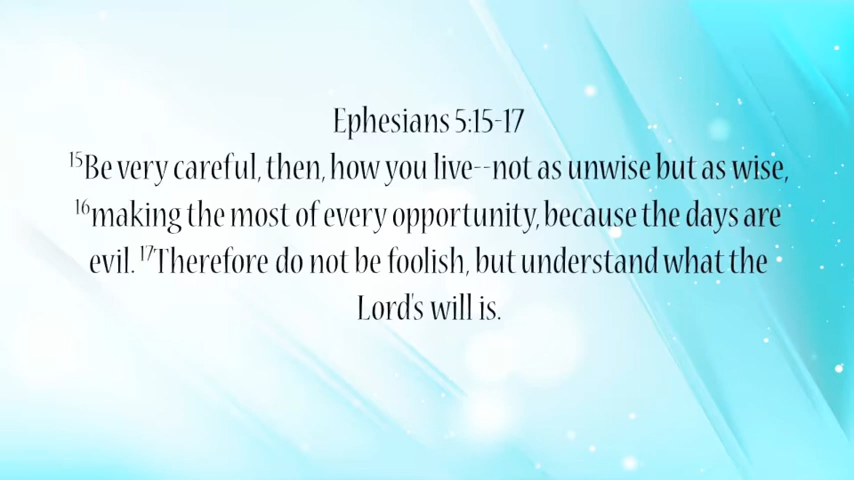 Ephesians 5:15-17
15Be very careful, then, how you live--not as unwise but as wise,
16making the most of every opportunity, because the days are
evil. 17Therefore do not be foolish, but understand what the
Lord's will is.